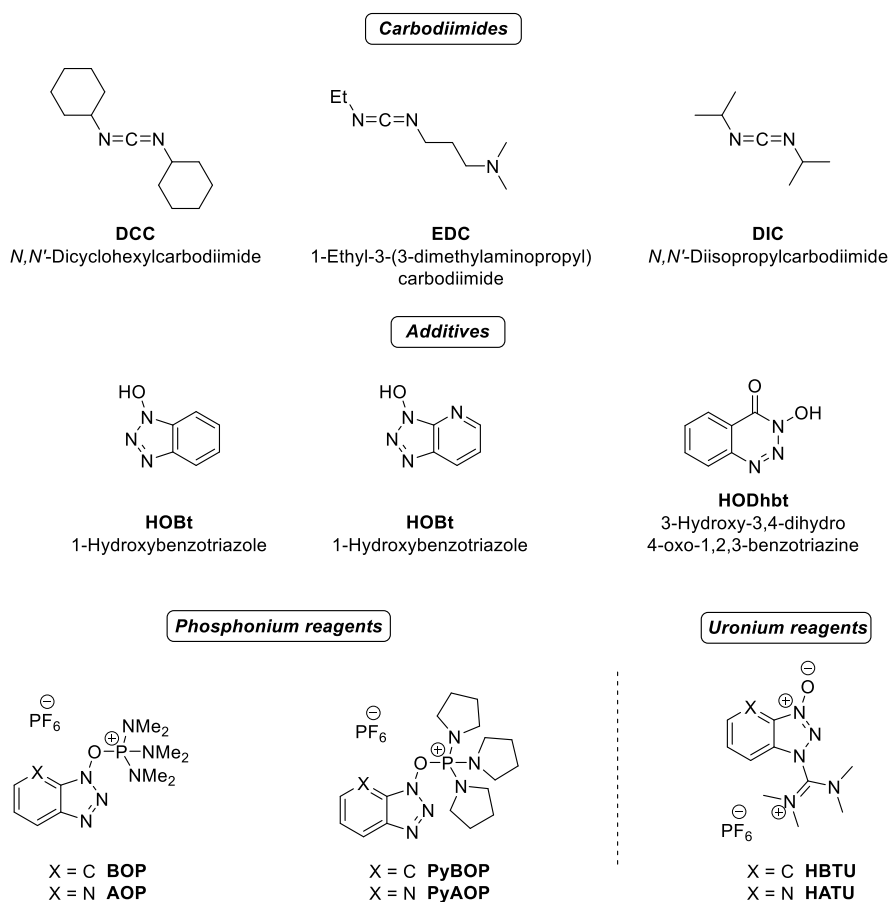 Carbodiimides
Et
N=C=N
N=C=N
N
N=C=N
DCC
N,N'-Dicyclohexylcarbodiimide
EDC
1-Ethyl-3-(3-dimethylaminopropyl)
carbodiimide
DIC
N,N'-Diisopropylcarbodiimide
Additives
HO
N
N
N
HO
N
N
N
N
O
N
OH
N
N
HOBt
1-Hydroxybenzotriazole
HOBt
1-Hydroxybenzotriazole
HODhbt
3-Hydroxy-3,4-dihydro
4-oxo-1,2,3-benzotriazine
Phosphonium reagents
Uronium reagents
⊖
PF6
NMe2
⊕
O-P-NMe2
NMe2
X
N
N
N
⊖
PF6
N
⊕
O-P-N
N
X
N
N
N
⊖
O
⊕
X
N
N
N
N
⊕
N
⊖
PF6
X = C BOP
X = N AOP
X = C PyBOP
X = N PyAOP
X = C HBTU
X = N HATU